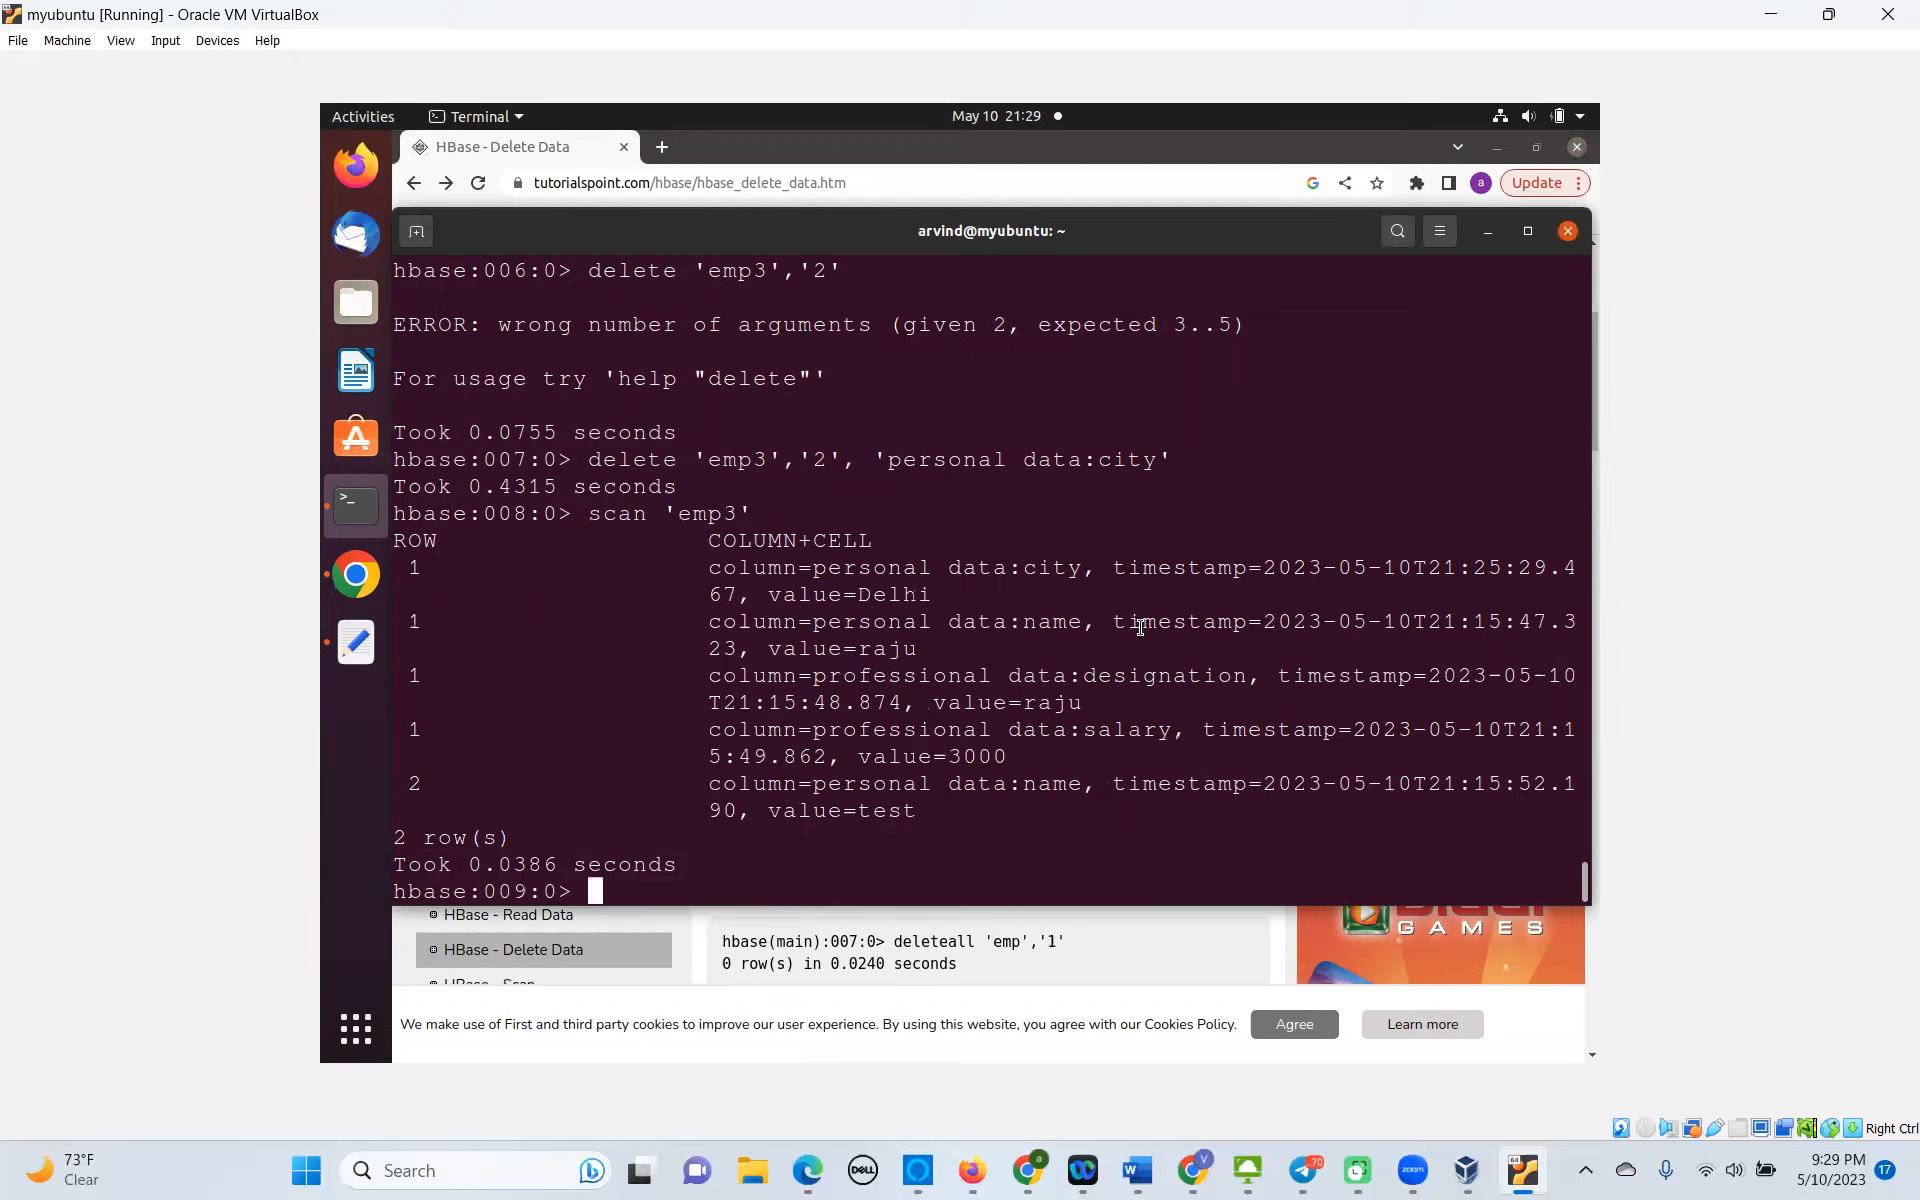 myubuntu [Running] - Oracle VM VirtualBox
File Machine View Input Devices Help
Activities Terminal May 10 21:29
HBase - Delete Data
tutorialspoint.com/hbase/hbase_delete_data.htm
a
Update
arvind@myubuntu: ~
hbase:006:0> delete 'emp3','2'
ERROR: wrong number of arguments (given 2, expected 3..5)
For usage try 'help "delete"'
Took 0.0755 seconds
hbase:007:0> delete 'emp3','2', 'personal data:city'
Took 0.4315 seconds
hbase:008:0> scan 'emp3'
ROW COLUMN+CELL
1 column=personal data:city, timestamp=2023-05-10T21:25:29.4
67, value=Delhi
1 column=personal data:name, timestamp=2023-05-10T21:15:47.3
23, value=raju
1 column=professional data:designation, timestamp=2023-05-10
T21:15:48.874, value=raju
1 column=professional data:salary, timestamp=2023-05-10T21:1
5:49.862, value=3000
2 column=personal data:name, timestamp=2023-05-10T21:15:52.1
90, value=test
2 row(s)
Took 0.0386 seconds
hbase:009:0>
HBase - Read Data
HBase - Delete Data
hbase(main):007:0> deleteall 'emp','1'
0 row(s) in 0.0240 seconds
GAMES
We make use of First and third party cookies to improve our user experience. By using this website, you agree with our Cookies Policy. Agree Learn more
Right Ctrl
73°F
Clear
Search
DELL
a
V
70
zoom
64
9:29 PM
5/10/2023
17